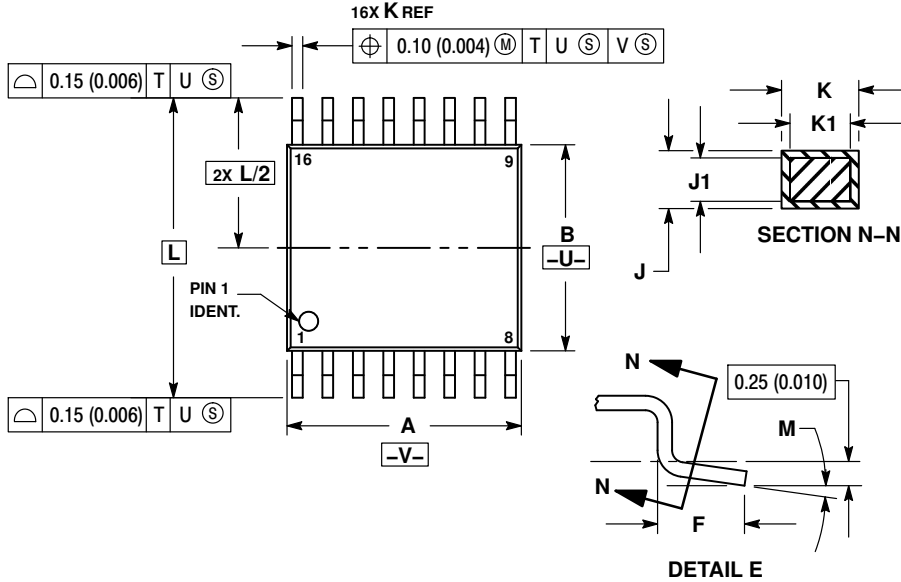 16X K REF
⌖ 0.10 (0.004) Ⓜ T U Ⓢ V Ⓢ
⌓ 0.15 (0.006) T U Ⓢ
K
K1
16
9
2X L/2
J1
SECTION N–N
B
–U–
L
J
PIN 1
IDENT.
1
8
N
0.25 (0.010)
⌓ 0.15 (0.006) T U Ⓢ
A
–V–
M
N
F
DETAIL E